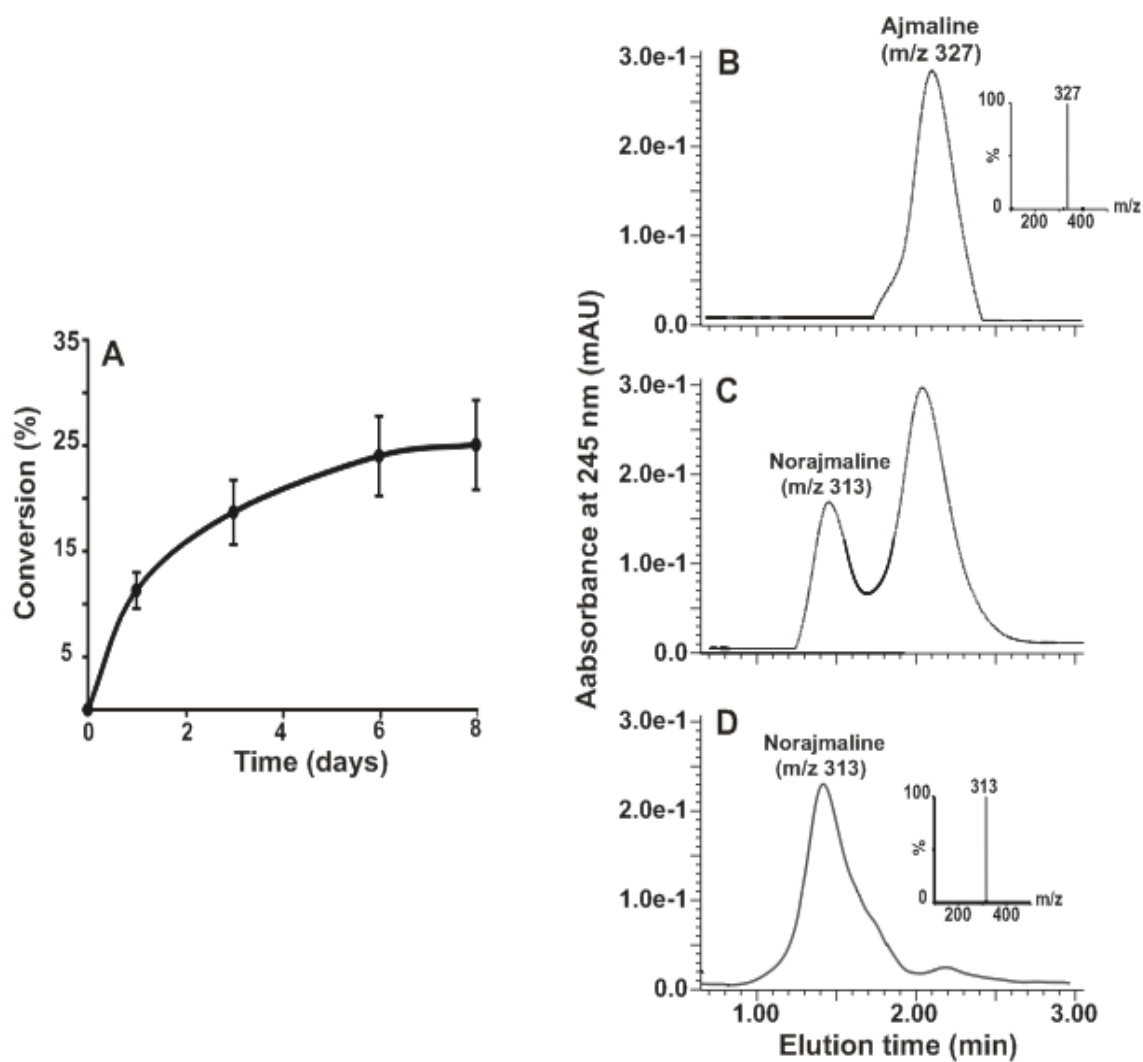 A
35
25
15
5
0
2
4
6
8
Conversion (%)
Time (days)
Aabsorbance at 245 nm (mAU)
B
Ajmaline
(m/z 327)
3.0e-1
2.0e-1
1.0e-1
0.0
100
%
0
327
200
400
m/z
C
3.0e-1
2.0e-1
1.0e-1
0.0
Norajmaline
(m/z 313)
D
3.0e-1
2.0e-1
1.0e-1
0.0
Norajmaline
(m/z 313)
100
%
0
313
200
400
m/z
1.00
2.00
3.00
Elution time (min)